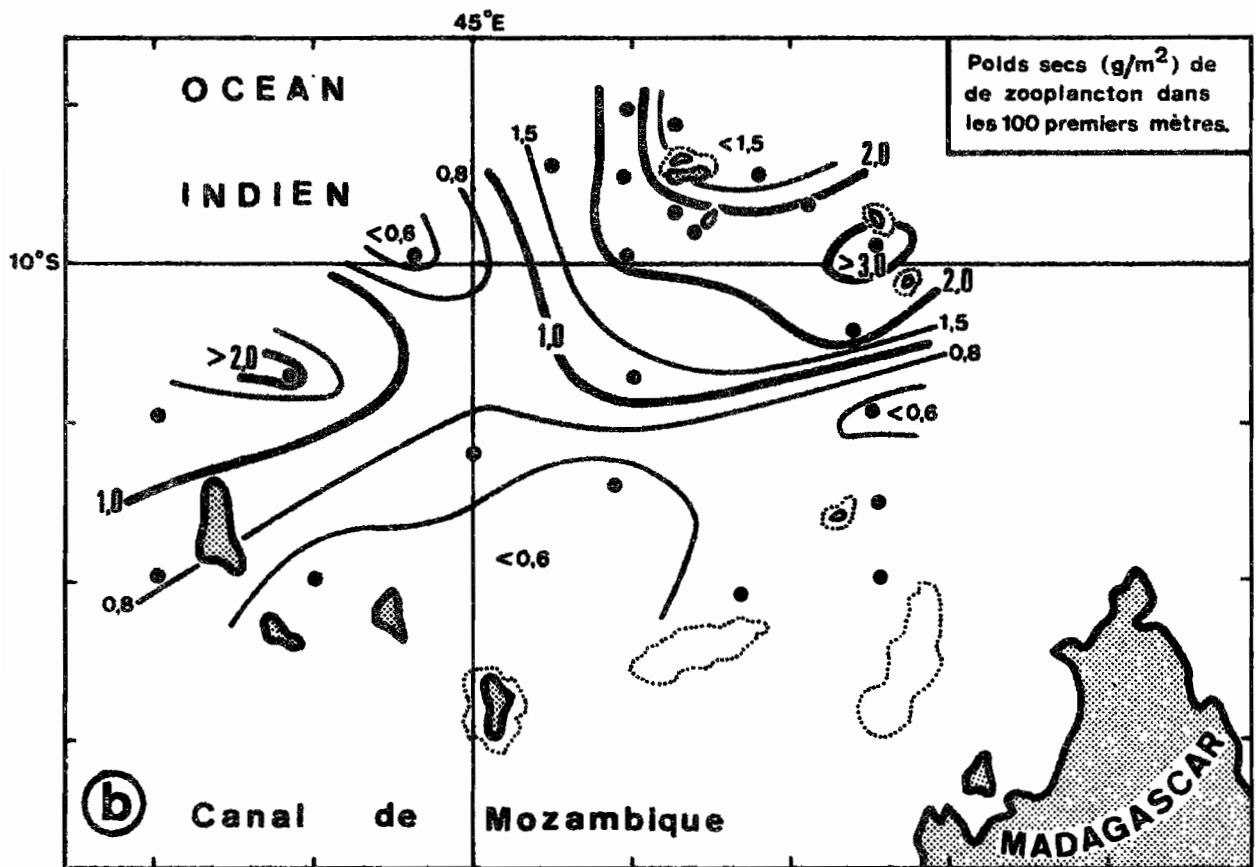 45°E
OCEAN
INDIEN
Poids secs (g/m²) de
de zooplancton dans
les 100 premiers mètres.
1,5
<1,5
2,0
0,8
<0,6
10°S
>3,0
2,0
1,0
1,5
0,8
>2,0
<0,6
1,0
<0,6
0,8
b
Canal de Mozambique
MADAGASCAR